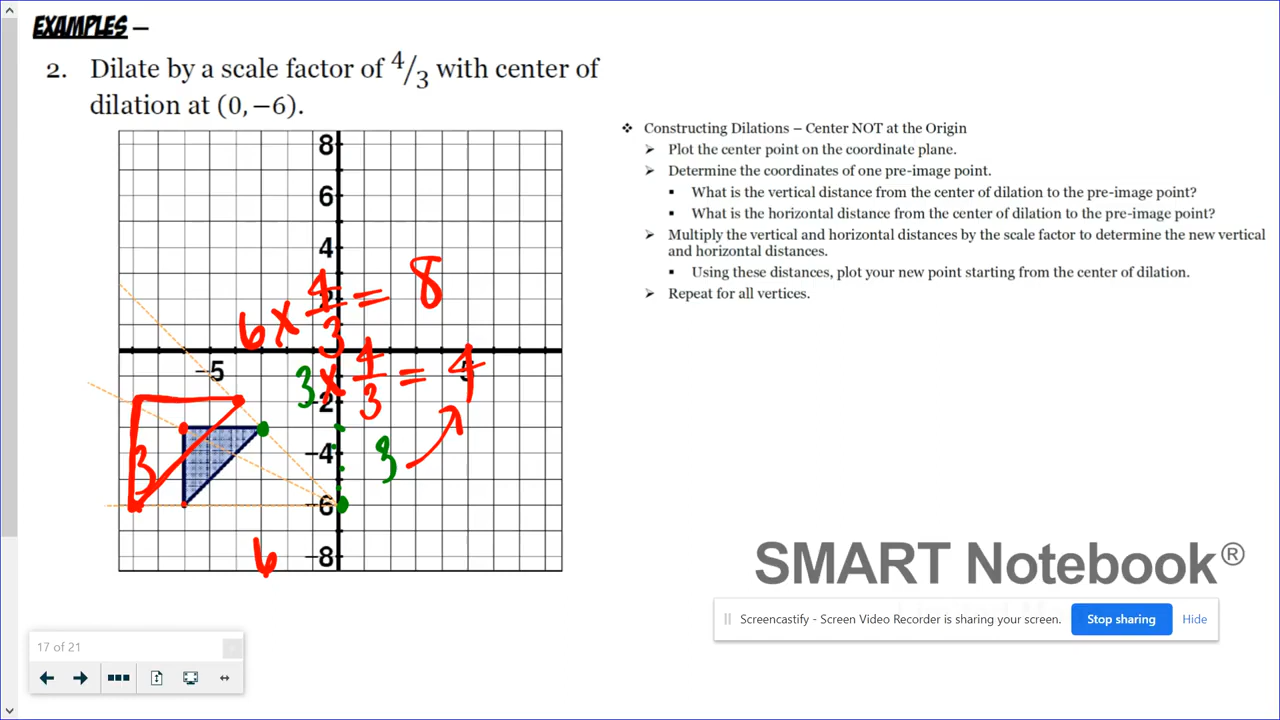 EXAMPLES –
2. Dilate by a scale factor of 4/3 with center of
dilation at (0, −6).
❖ Constructing Dilations – Center NOT at the Origin
➢ Plot the center point on the coordinate plane.
➢ Determine the coordinates of one pre-image point.
▪ What is the vertical distance from the center of dilation to the pre-image point?
▪ What is the horizontal distance from the center of dilation to the pre-image point?
➢ Multiply the vertical and horizontal distances by the scale factor to determine the new vertical
and horizontal distances.
▪ Using these distances, plot your new point starting from the center of dilation.
➢ Repeat for all vertices.
8
6
4
2
6 × 4/3 = 8
−5
5
3 × 4/3 = 4
−2
−4
3
3
−6
6
−8
SMART Notebook®
Screencastify - Screen Video Recorder is sharing your screen.
Stop sharing
Hide
17 of 21